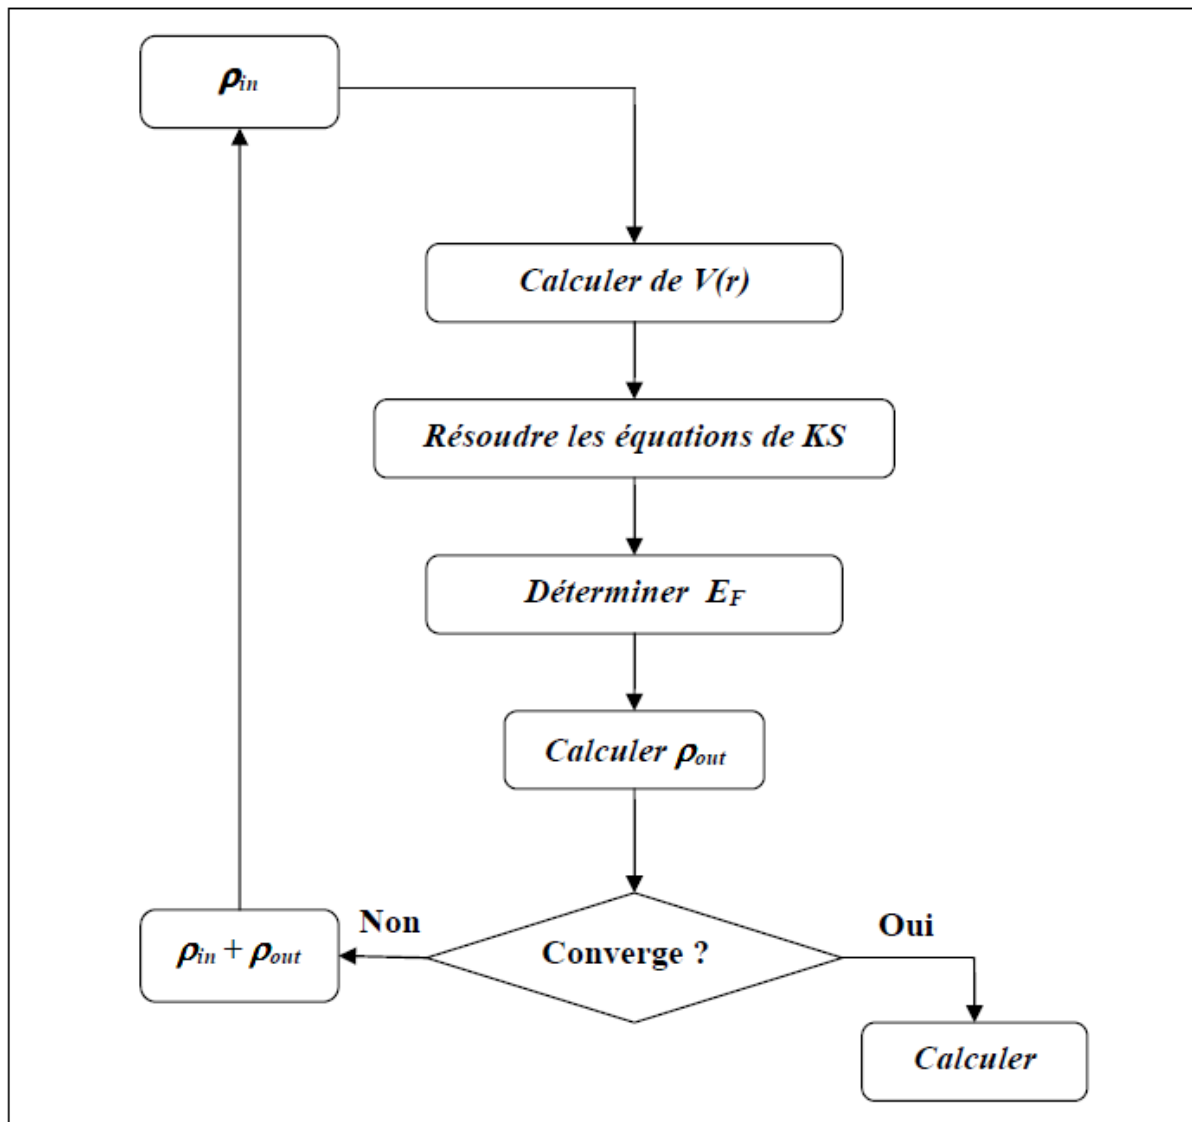 ρin
Calculer de V(r)
Résoudre les équations de KS
Déterminer EF
Calculer ρout
Non
Oui
ρin + ρout
Converge ?
Calculer